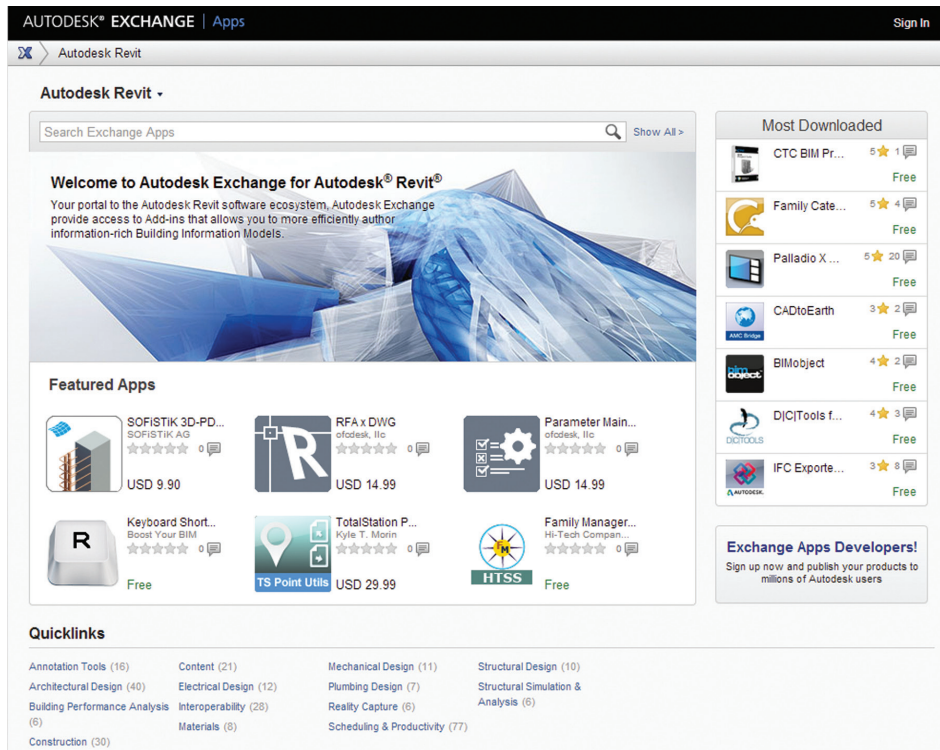 AUTODESK® EXCHANGE | Apps
Sign In
Autodesk Revit
Autodesk Revit
Search Exchange Apps
Show All >
Welcome to Autodesk Exchange for Autodesk® Revit®
Your portal to the Autodesk Revit software ecosystem, Autodesk Exchange
provide access to Add-ins that allows you to more efficiently author
information-rich Building Information Models.
Featured Apps
SOFiSTiK 3D-PD...
SOFiSTiK AG
0
USD 9.90
R
RFA x DWG
ofcdesk, llc
0
USD 14.99
Parameter Main...
ofcdesk, llc
0
USD 14.99
R
Keyboard Short...
Boost Your BIM
0
Free
TS Point Utils
TotalStation P...
Kyle T. Morin
0
USD 29.99
FM
HTSS
Family Manager...
Hi-Tech Compan...
0
Free
Most Downloaded
CTC BIM Pr... 5 1
Free
Family Cate... 5 4
Free
Palladio X ... 5 20
Free
AMC Bridge
CADtoEarth 3 2
Free
bim object
BIMobject 4 2
Free
DICITOOLS
D|C|Tools f... 4 3
Free
AUTODESK.
IFC Exporte... 3 8
Free
Exchange Apps Developers!
Sign up now and publish your products to
millions of Autodesk users
Quicklinks
Annotation Tools (16)
Architectural Design (40)
Building Performance Analysis
(6)
Construction (30)
Content (21)
Electrical Design (12)
Interoperability (28)
Materials (8)
Mechanical Design (11)
Plumbing Design (7)
Reality Capture (6)
Scheduling & Productivity (77)
Structural Design (10)
Structural Simulation &
Analysis (6)